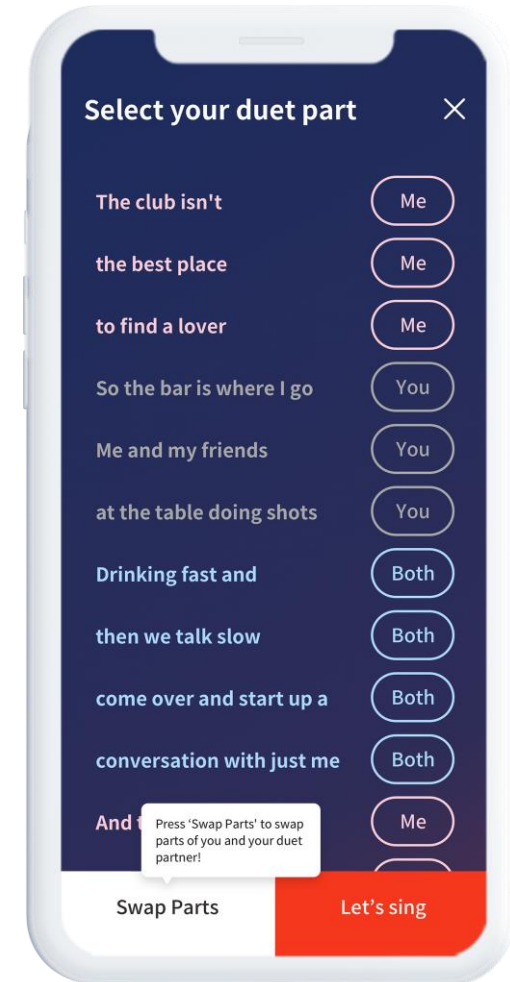 Select your duet part
The club isn't Me
the best place Me
to find a lover Me
So the bar is where I go You
Me and my friends You
at the table doing shots You
Drinking fast and Both
then we talk slow Both
come over and start up a Both
conversation with just me Both
And Me
Press ‘Swap Parts' to swap
parts of you and your duet
partner!
Swap Parts Let’s sing